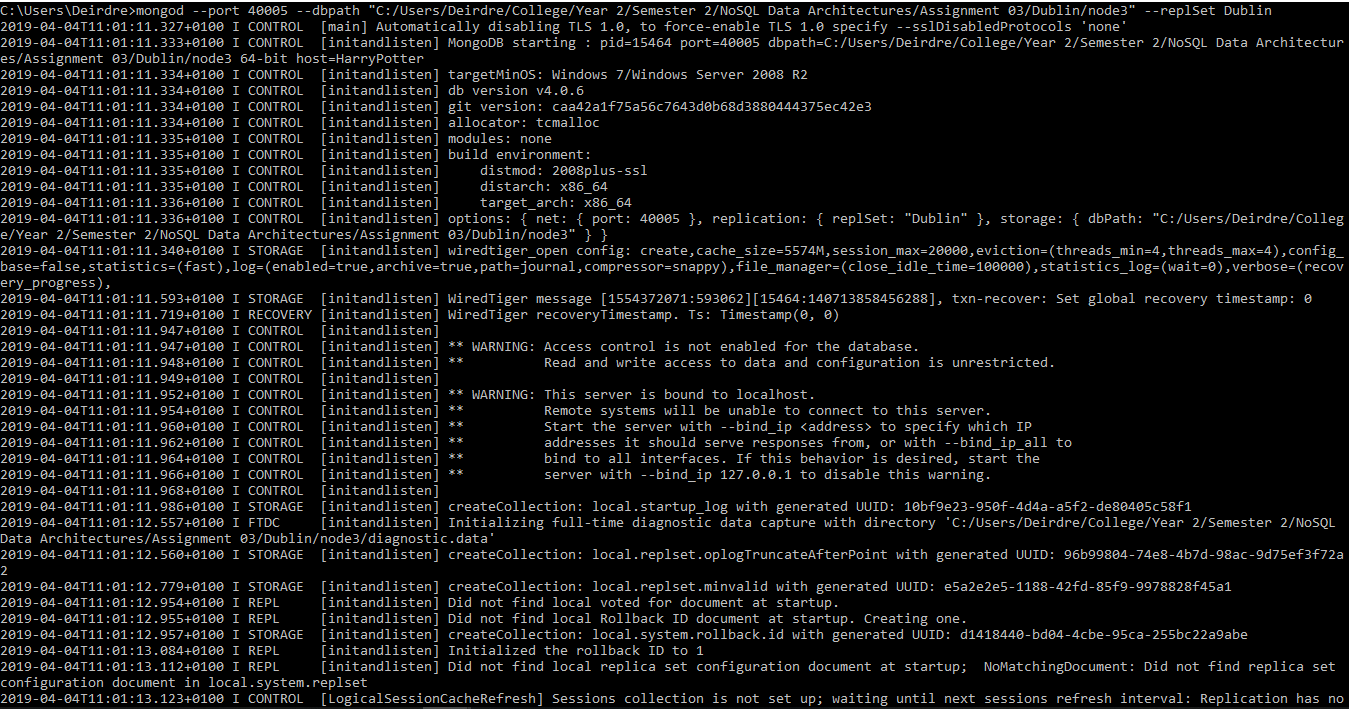 C:\Users\Deirdre>mongod --port 40005 --dbpath "C:/Users/Deirdre/College/Year 2/Semester 2/NoSQL Data Architectures/Assignment 03/Dublin/node3" --replSet Dublin
2019-04-04T11:01:11.327+0100 I CONTROL  [main] Automatically disabling TLS 1.0, to force-enable TLS 1.0 specify --sslDisabledProtocols 'none'
2019-04-04T11:01:11.333+0100 I CONTROL  [initandlisten] MongoDB starting : pid=15464 port=40005 dbpath=C:/Users/Deirdre/College/Year 2/Semester 2/NoSQL Data Architectur
es/Assignment 03/Dublin/node3 64-bit host=HarryPotter
2019-04-04T11:01:11.334+0100 I CONTROL  [initandlisten] targetMinOS: Windows 7/Windows Server 2008 R2
2019-04-04T11:01:11.334+0100 I CONTROL  [initandlisten] db version v4.0.6
2019-04-04T11:01:11.334+0100 I CONTROL  [initandlisten] git version: caa42a1f75a56c7643d0b68d3880444375ec42e3
2019-04-04T11:01:11.334+0100 I CONTROL  [initandlisten] allocator: tcmalloc
2019-04-04T11:01:11.335+0100 I CONTROL  [initandlisten] modules: none
2019-04-04T11:01:11.335+0100 I CONTROL  [initandlisten] build environment:
2019-04-04T11:01:11.335+0100 I CONTROL  [initandlisten]     distmod: 2008plus-ssl
2019-04-04T11:01:11.335+0100 I CONTROL  [initandlisten]     distarch: x86_64
2019-04-04T11:01:11.336+0100 I CONTROL  [initandlisten]     target_arch: x86_64
2019-04-04T11:01:11.336+0100 I CONTROL  [initandlisten] options: { net: { port: 40005 }, replication: { replSet: "Dublin" }, storage: { dbPath: "C:/Users/Deirdre/Colleg
e/Year 2/Semester 2/NoSQL Data Architectures/Assignment 03/Dublin/node3" } }
2019-04-04T11:01:11.340+0100 I STORAGE  [initandlisten] wiredtiger_open config: create,cache_size=5574M,session_max=20000,eviction=(threads_min=4,threads_max=4),config_
base=false,statistics=(fast),log=(enabled=true,archive=true,path=journal,compressor=snappy),file_manager=(close_idle_time=100000),statistics_log=(wait=0),verbose=(recov
ery_progress),
2019-04-04T11:01:11.593+0100 I STORAGE  [initandlisten] WiredTiger message [1554372071:593062][15464:140713858456288], txn-recover: Set global recovery timestamp: 0
2019-04-04T11:01:11.719+0100 I RECOVERY [initandlisten] WiredTiger recoveryTimestamp. Ts: Timestamp(0, 0)
2019-04-04T11:01:11.947+0100 I CONTROL  [initandlisten]
2019-04-04T11:01:11.947+0100 I CONTROL  [initandlisten] ** WARNING: Access control is not enabled for the database.
2019-04-04T11:01:11.948+0100 I CONTROL  [initandlisten] **          Read and write access to data and configuration is unrestricted.
2019-04-04T11:01:11.949+0100 I CONTROL  [initandlisten]
2019-04-04T11:01:11.952+0100 I CONTROL  [initandlisten] ** WARNING: This server is bound to localhost.
2019-04-04T11:01:11.954+0100 I CONTROL  [initandlisten] **          Remote systems will be unable to connect to this server.
2019-04-04T11:01:11.960+0100 I CONTROL  [initandlisten] **          Start the server with --bind_ip <address> to specify which IP
2019-04-04T11:01:11.962+0100 I CONTROL  [initandlisten] **          addresses it should serve responses from, or with --bind_ip_all to
2019-04-04T11:01:11.964+0100 I CONTROL  [initandlisten] **          bind to all interfaces. If this behavior is desired, start the
2019-04-04T11:01:11.966+0100 I CONTROL  [initandlisten] **          server with --bind_ip 127.0.0.1 to disable this warning.
2019-04-04T11:01:11.968+0100 I CONTROL  [initandlisten]
2019-04-04T11:01:11.986+0100 I STORAGE  [initandlisten] createCollection: local.startup_log with generated UUID: 10bf9e23-950f-4d4a-a5f2-de80405c58f1
2019-04-04T11:01:12.557+0100 I FTDC     [initandlisten] Initializing full-time diagnostic data capture with directory 'C:/Users/Deirdre/College/Year 2/Semester 2/NoSQL
Data Architectures/Assignment 03/Dublin/node3/diagnostic.data'
2019-04-04T11:01:12.560+0100 I STORAGE  [initandlisten] createCollection: local.replset.oplogTruncateAfterPoint with generated UUID: 96b99804-74e8-4b7d-98ac-9d75ef3f72a
2
2019-04-04T11:01:12.779+0100 I STORAGE  [initandlisten] createCollection: local.replset.minvalid with generated UUID: e5a2e2e5-1188-42fd-85f9-9978828f45a1
2019-04-04T11:01:12.954+0100 I REPL     [initandlisten] Did not find local voted for document at startup.
2019-04-04T11:01:12.955+0100 I REPL     [initandlisten] Did not find local Rollback ID document at startup. Creating one.
2019-04-04T11:01:12.957+0100 I STORAGE  [initandlisten] createCollection: local.system.rollback.id with generated UUID: d1418440-bd04-4cbe-95ca-255bc22a9abe
2019-04-04T11:01:13.084+0100 I REPL     [initandlisten] Initialized the rollback ID to 1
2019-04-04T11:01:13.112+0100 I REPL     [initandlisten] Did not find local replica set configuration document at startup;  NoMatchingDocument: Did not find replica set
configuration document in local.system.replset
2019-04-04T11:01:13.123+0100 I CONTROL  [LogicalSessionCacheRefresh] Sessions collection is not set up; waiting until next sessions refresh interval: Replication has no